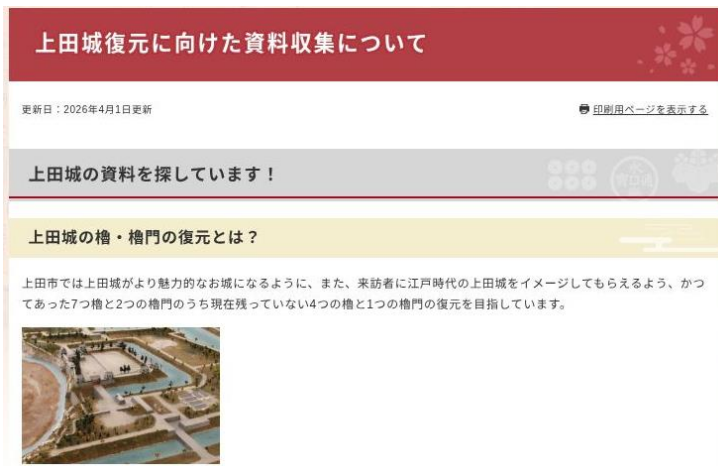 上田城復元に向けた資料収集について
更新日：2026年4月1日更新
印刷用ページを表示する
上田城の資料を探しています！
上田城の櫓・櫓門の復元とは？
上田市では上田城がより魅力的なお城になるように、また、来訪者に江戸時代の上田城をイメージしてもらえるよう、かつ
てあった7つ櫓と2つの櫓門のうち現在残っていない4つの櫓と1つの櫓門の復元を目指しています。